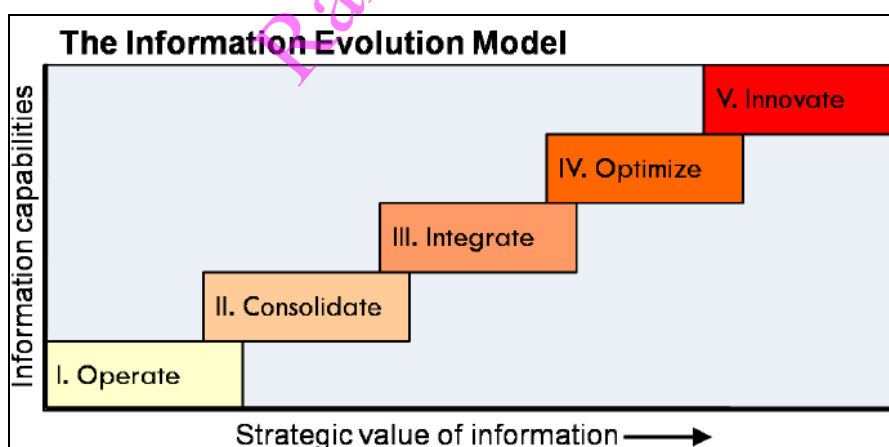 The Information Evolution Model
Information capabilities
V. Innovate
IV. Optimize
III. Integrate
II. Consolidate
I. Operate
Strategic value of information